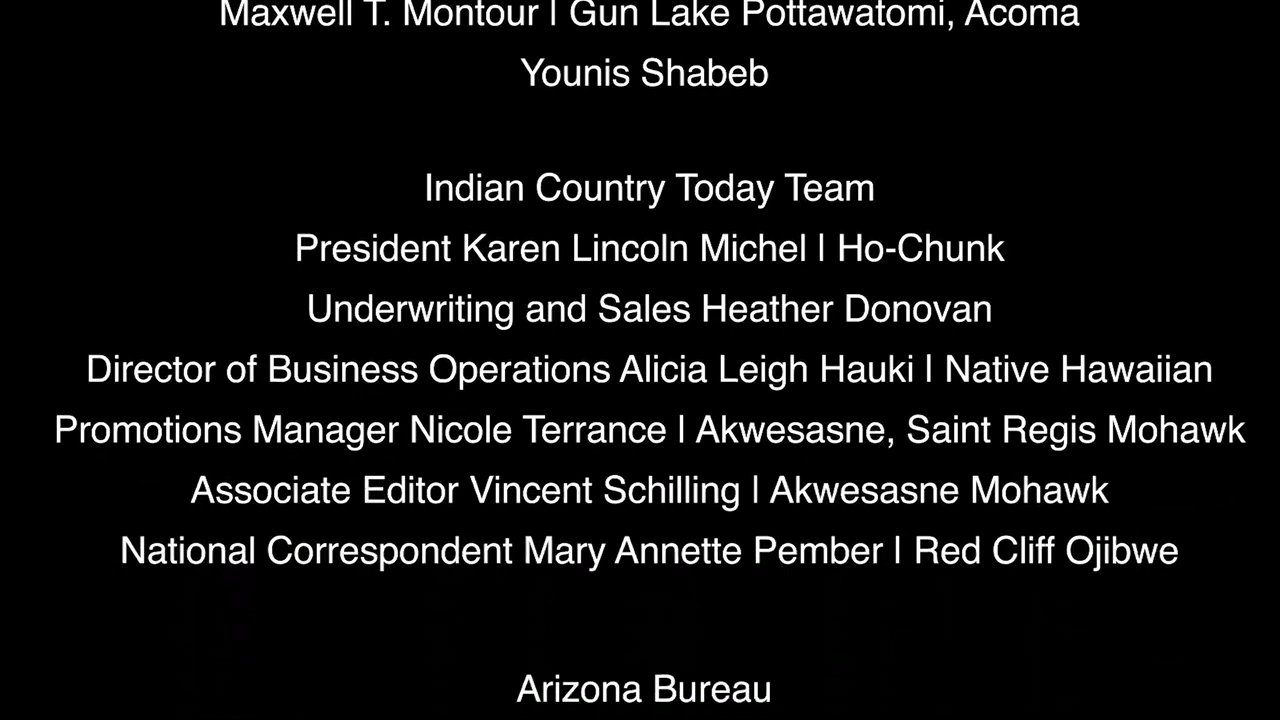 Maxwell T. Montour | Gun Lake Pottawatomi, Acoma
Younis Shabeb
Indian Country Today Team
President Karen Lincoln Michel | Ho-Chunk
Underwriting and Sales Heather Donovan
Director of Business Operations Alicia Leigh Hauki | Native Hawaiian
Promotions Manager Nicole Terrance | Akwesasne, Saint Regis Mohawk
Associate Editor Vincent Schilling | Akwesasne Mohawk
National Correspondent Mary Annette Pember | Red Cliff Ojibwe
Arizona Bureau